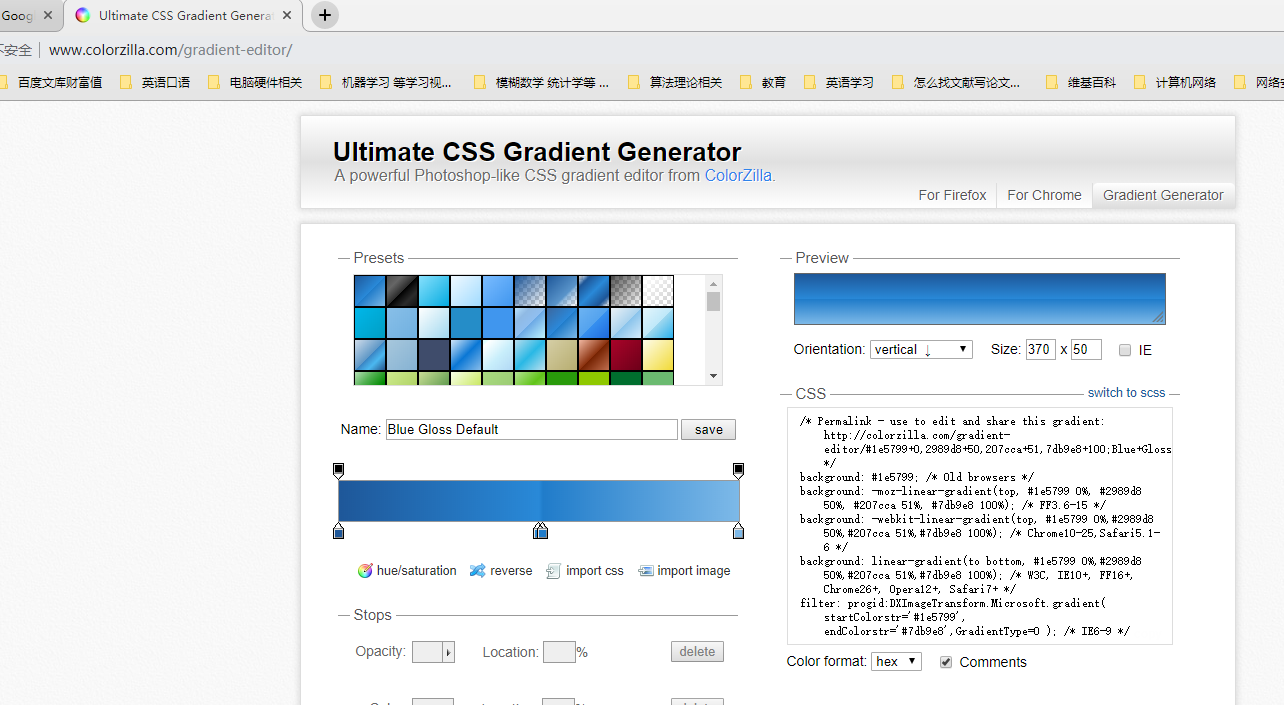 Goog
Ultimate CSS Gradient Genera
不安全 | www.colorzilla.com/gradient-editor/
百度文库财富值 英语口语 电脑硬件相关 机器学习 等学习视... 模糊数学 统计学等 ... 算法理论相关 教育 英语学习 怎么找文献写论文... 维基百科 计算机网络 网络安
Ultimate CSS Gradient Generator
A powerful Photoshop-like CSS gradient editor from ColorZilla.
For Firefox For Chrome Gradient Generator
Presets
Name: Blue Gloss Default save
hue/saturation reverse import css import image
Stops
Opacity: Location: % delete
Preview
Orientation: vertical ↓ Size: 370 x 50 IE
CSS switch to scss
/* Permalink - use to edit and share this gradient:
http://colorzilla.com/gradient-
editor/#1e5799+0,2989d8+50,207cca+51,7db9e8+100;Blue+Gloss
*/
background: #1e5799; /* Old browsers */
background: -moz-linear-gradient(top, #1e5799 0%, #2989d8
50%, #207cca 51%, #7db9e8 100%); /* FF3.6-15 */
background: -webkit-linear-gradient(top, #1e5799 0%,#2989d8
50%,#207cca 51%,#7db9e8 100%); /* Chrome10-25,Safari5.1-
6 */
background: linear-gradient(to bottom, #1e5799 0%,#2989d8
50%,#207cca 51%,#7db9e8 100%); /* W3C, IE10+, FF16+,
Chrome26+, Opera12+, Safari7+ */
filter: progid:DXImageTransform.Microsoft.gradient(
startColorstr='#1e5799',
endColorstr='#7db9e8',GradientType=0 ); /* IE6-9 */
Color format: hex Comments